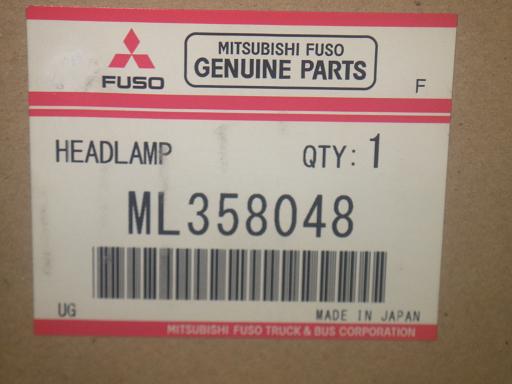 FUSO
MITSUBISHI FUSO
GENUINE PARTS
F
HEADLAMP QTY: 1
ML358048
UG MADE IN JAPAN
MITSUBISHI FUSO TRUCK & BUS CORPORATION